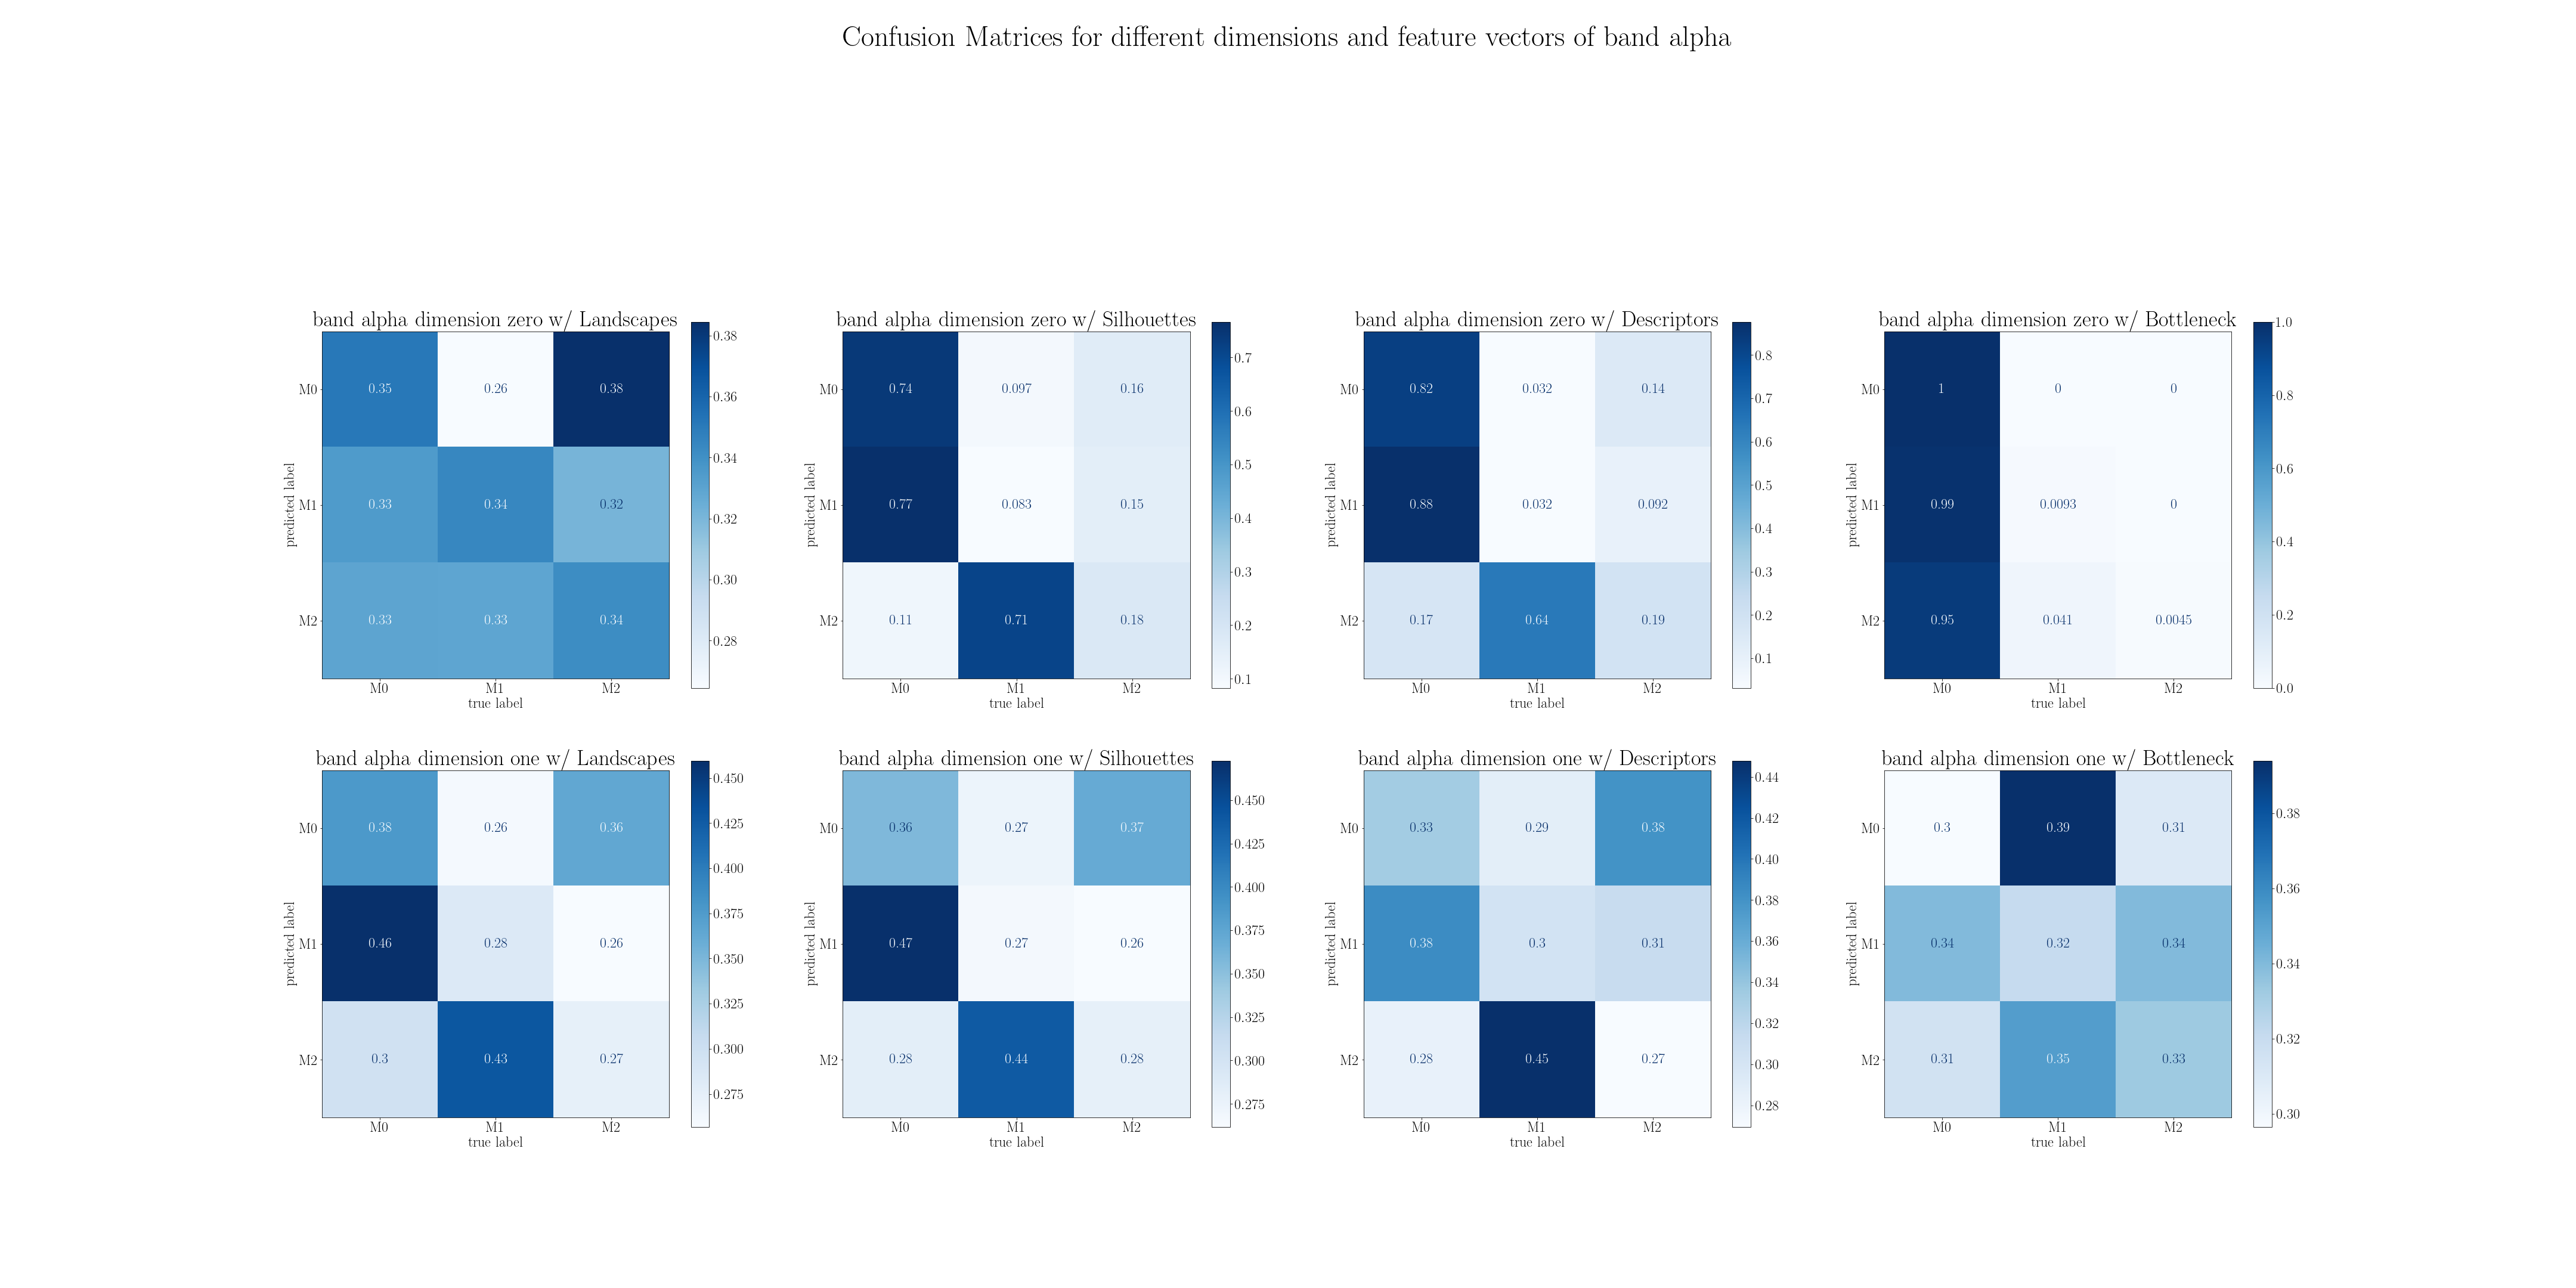 Confusion Matrices for different dimensions and feature vectors of band alpha
band alpha dimension zero w/ Landscapes
predicted label
M0 0.35 0.26 0.38
M1 0.33 0.34 0.32
M2 0.33 0.33 0.34
M0 M1 M2
true label
0.38
0.36
0.34
0.32
0.30
0.28
band alpha dimension zero w/ Silhouettes
predicted label
M0 0.74 0.097 0.16
M1 0.77 0.083 0.15
M2 0.11 0.71 0.18
M0 M1 M2
true label
0.7
0.6
0.5
0.4
0.3
0.2
0.1
band alpha dimension zero w/ Descriptors
predicted label
M0 0.82 0.032 0.14
M1 0.88 0.032 0.092
M2 0.17 0.64 0.19
M0 M1 M2
true label
0.8
0.7
0.6
0.5
0.4
0.3
0.2
0.1
band alpha dimension zero w/ Bottleneck
predicted label
M0 1 0 0
M1 0.99 0.0093 0
M2 0.95 0.041 0.0045
M0 M1 M2
true label
1.0
0.8
0.6
0.4
0.2
0.0
band alpha dimension one w/ Landscapes
predicted label
M0 0.38 0.26 0.36
M1 0.46 0.28 0.26
M2 0.3 0.43 0.27
M0 M1 M2
true label
0.450
0.425
0.400
0.375
0.350
0.325
0.300
0.275
band alpha dimension one w/ Silhouettes
predicted label
M0 0.36 0.27 0.37
M1 0.47 0.27 0.26
M2 0.28 0.44 0.28
M0 M1 M2
true label
0.450
0.425
0.400
0.375
0.350
0.325
0.300
0.275
band alpha dimension one w/ Descriptors
predicted label
M0 0.33 0.29 0.38
M1 0.38 0.3 0.31
M2 0.28 0.45 0.27
M0 M1 M2
true label
0.44
0.42
0.40
0.38
0.36
0.34
0.32
0.30
0.28
band alpha dimension one w/ Bottleneck
predicted label
M0 0.3 0.39 0.31
M1 0.34 0.32 0.34
M2 0.31 0.35 0.33
M0 M1 M2
true label
0.38
0.36
0.34
0.32
0.30